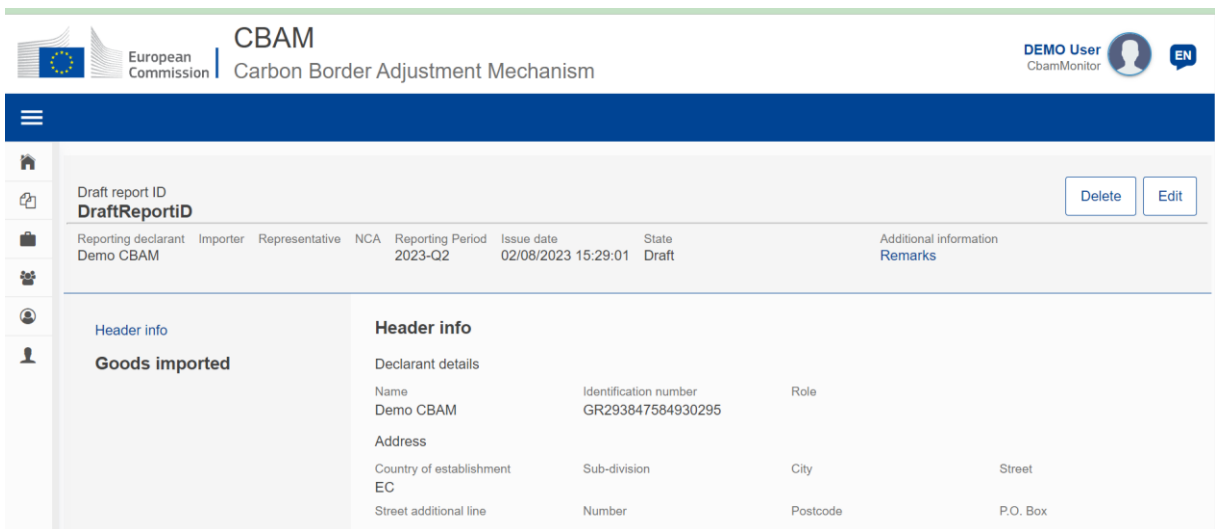 European
Commission
CBAM
Carbon Border Adjustment Mechanism
DEMO User
CbamMonitor
EN
Draft report ID
DraftReportiD
Delete
Edit
Reporting declarant Importer Representative NCA Reporting Period Issue date State Additional information
Demo CBAM 2023-Q2 02/08/2023 15:29:01 Draft Remarks
Header info
Goods imported
Header info
Declarant details
Name Identification number Role
Demo CBAM GR293847584930295
Address
Country of establishment Sub-division City Street
EC
Street additional line Number Postcode P.O. Box